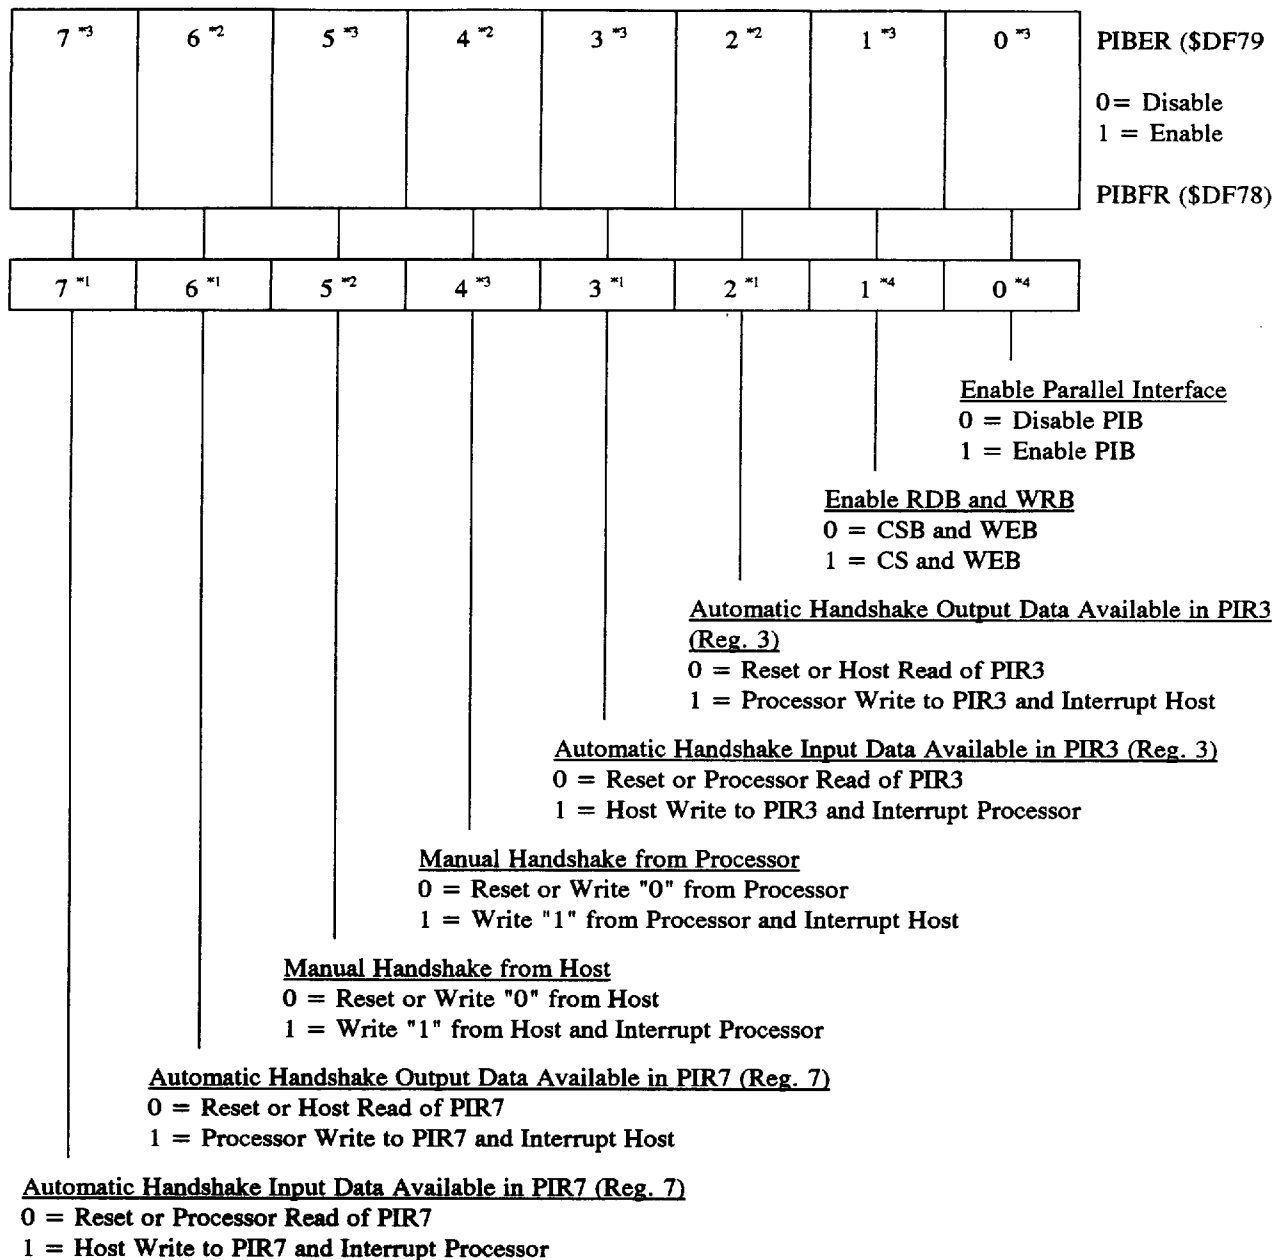 7 *3 6 *2 5 *3 4 *2 3 *3 2 *2 1 *3 0 *3 PIBER ($DF79
0= Disable
1 = Enable
PIBFR ($DF78)
7 *1 6 *1 5 *2 4 *3 3 *1 2 *1 1 *4 0 *4
Enable Parallel Interface
0 = Disable PIB
1 = Enable PIB
Enable RDB and WRB
0 = CSB and WEB
1 = CS and WEB
Automatic Handshake Output Data Available in PIR3
(Reg. 3)
0 = Reset or Host Read of PIR3
1 = Processor Write to PIR3 and Interrupt Host
Automatic Handshake Input Data Available in PIR3 (Reg. 3)
0 = Reset or Processor Read of PIR3
1 = Host Write to PIR3 and Interrupt Processor
Manual Handshake from Processor
0 = Reset or Write "0" from Processor
1 = Write "1" from Processor and Interrupt Host
Manual Handshake from Host
0 = Reset or Write "0" from Host
1 = Write "1" from Host and Interrupt Processor
Automatic Handshake Output Data Available in PIR7 (Reg. 7)
0 = Reset or Host Read of PIR7
1 = Processor Write to PIR7 and Interrupt Host
Automatic Handshake Input Data Available in PIR7 (Reg. 7)
0 = Reset or Processor Read of PIR7
1 = Host Write to PIR7 and Interrupt Processor